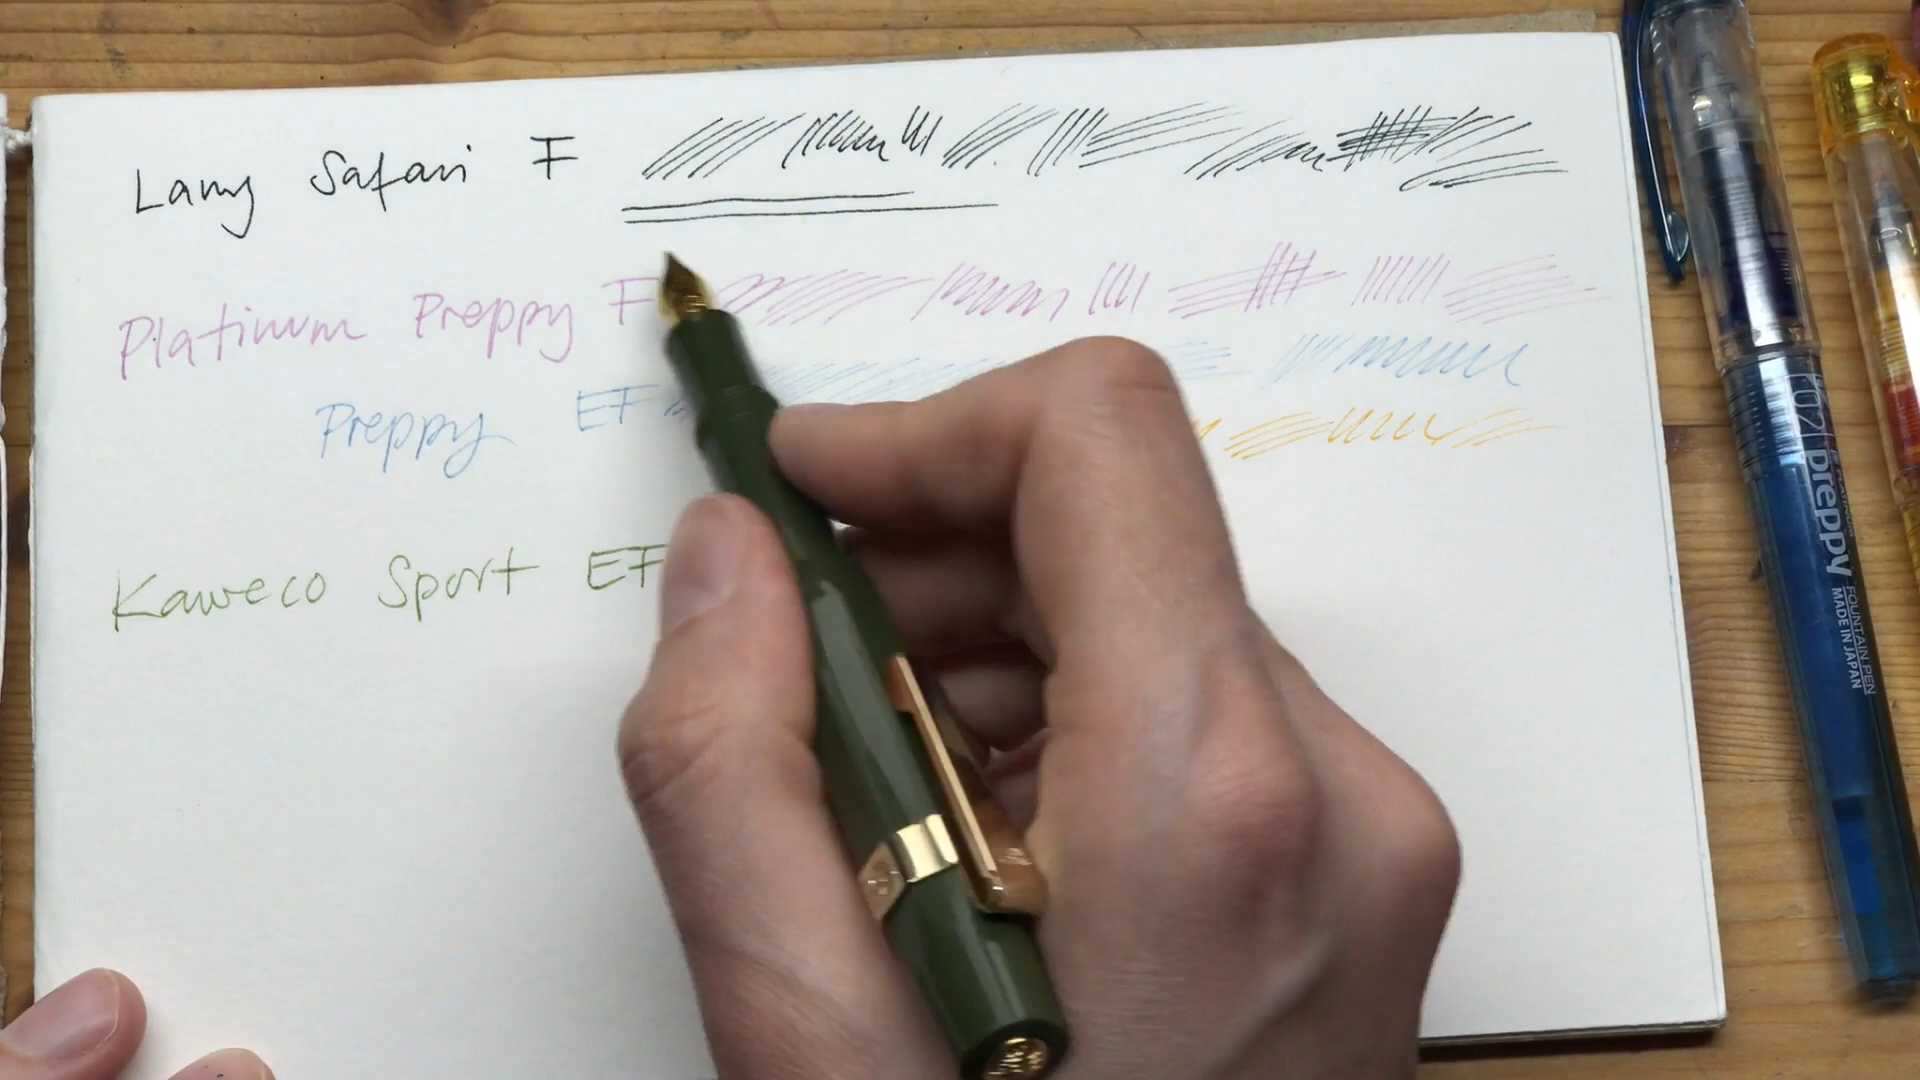 Lamy Safari F
Platinum Preppy F
Preppy EF
Kaweco Sport EF
02 preppy
FOUNTAIN PEN
MADE IN JAPAN